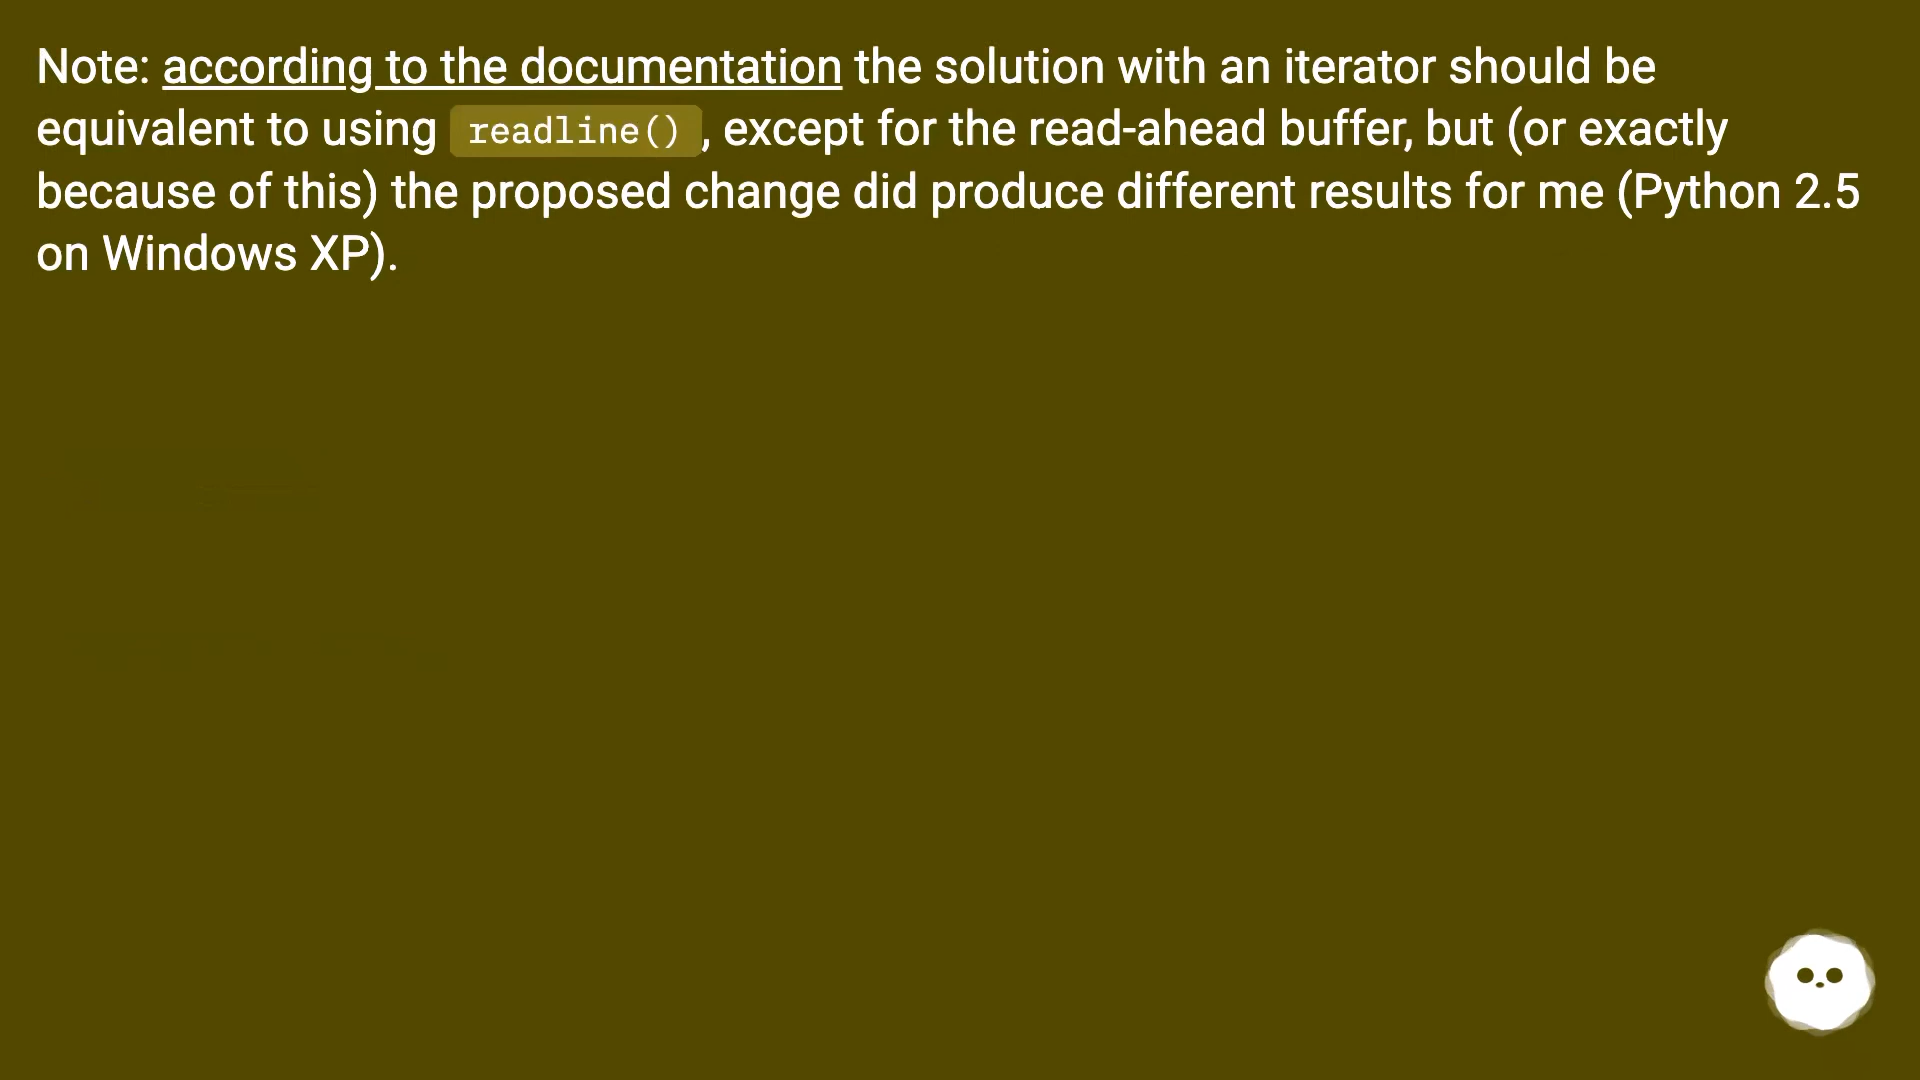 Note: according to the documentation the solution with an iterator should be
equivalent to using readline(), except for the read-ahead buffer, but (or exactly
because of this) the proposed change did produce different results for me (Python 2.5
on Windows XP).